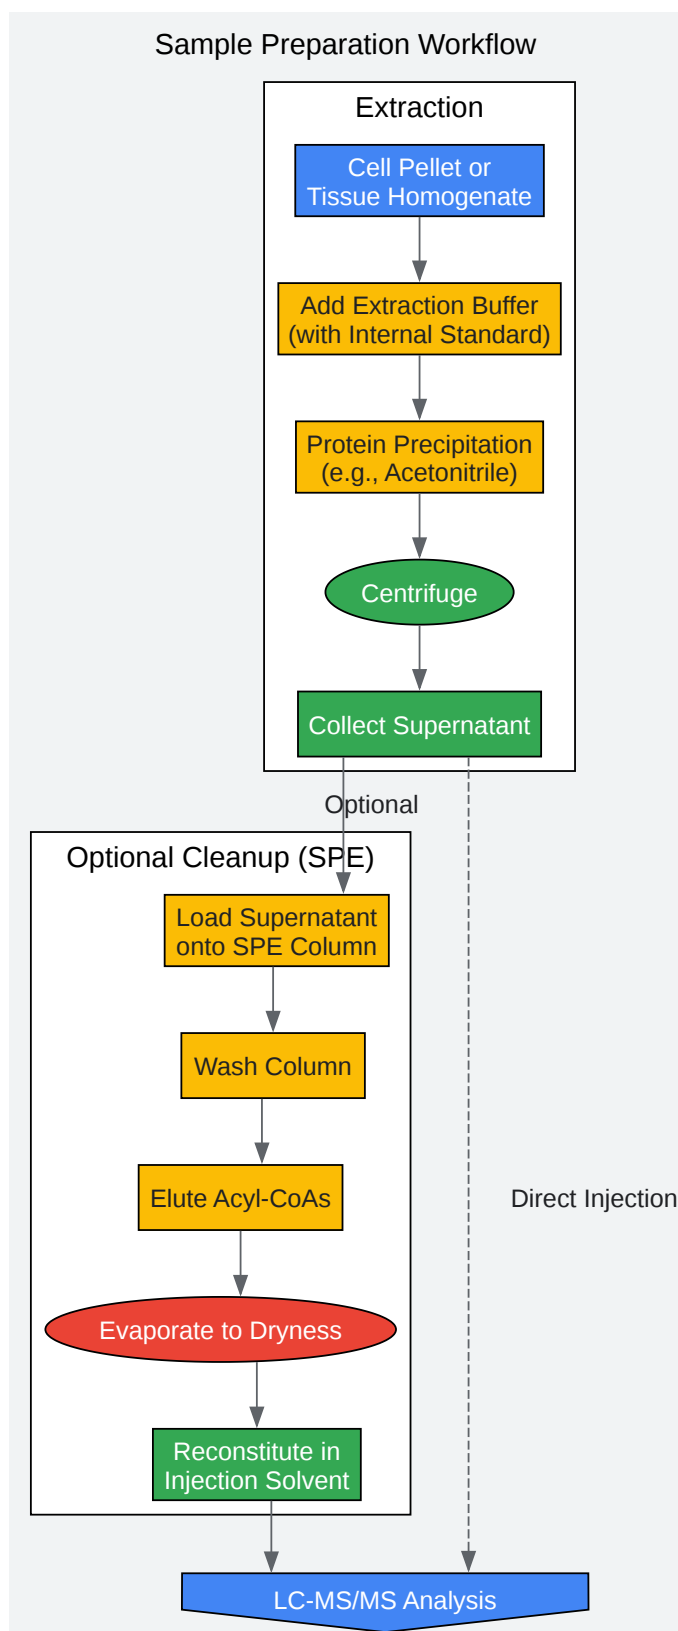 Sample Preparation Workflow
Extraction
Cell Pellet or
Tissue Homogenate
Add Extraction Buffer
(with Internal Standard)
Protein Precipitation
(e.g., Acetonitrile)
Centrifuge
Collect Supernatant
Optional
Optional Cleanup (SPE)
Load Supernatant
onto SPE Column
Wash Column
Elute Acyl-CoAs
Direct Injection
Evaporate to Dryness
Reconstitute in
Injection Solvent
LC-MS/MS Analysis